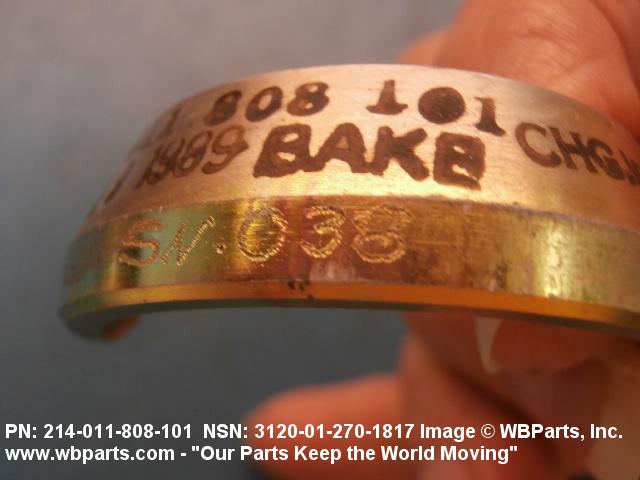 808 101 CHG
1989 BAKE
SN. 038
PN: 214-011-808-101 NSN: 3120-01-270-1817 Image © WBParts, Inc.
www.wbparts.com - "Our Parts Keep the World Moving"